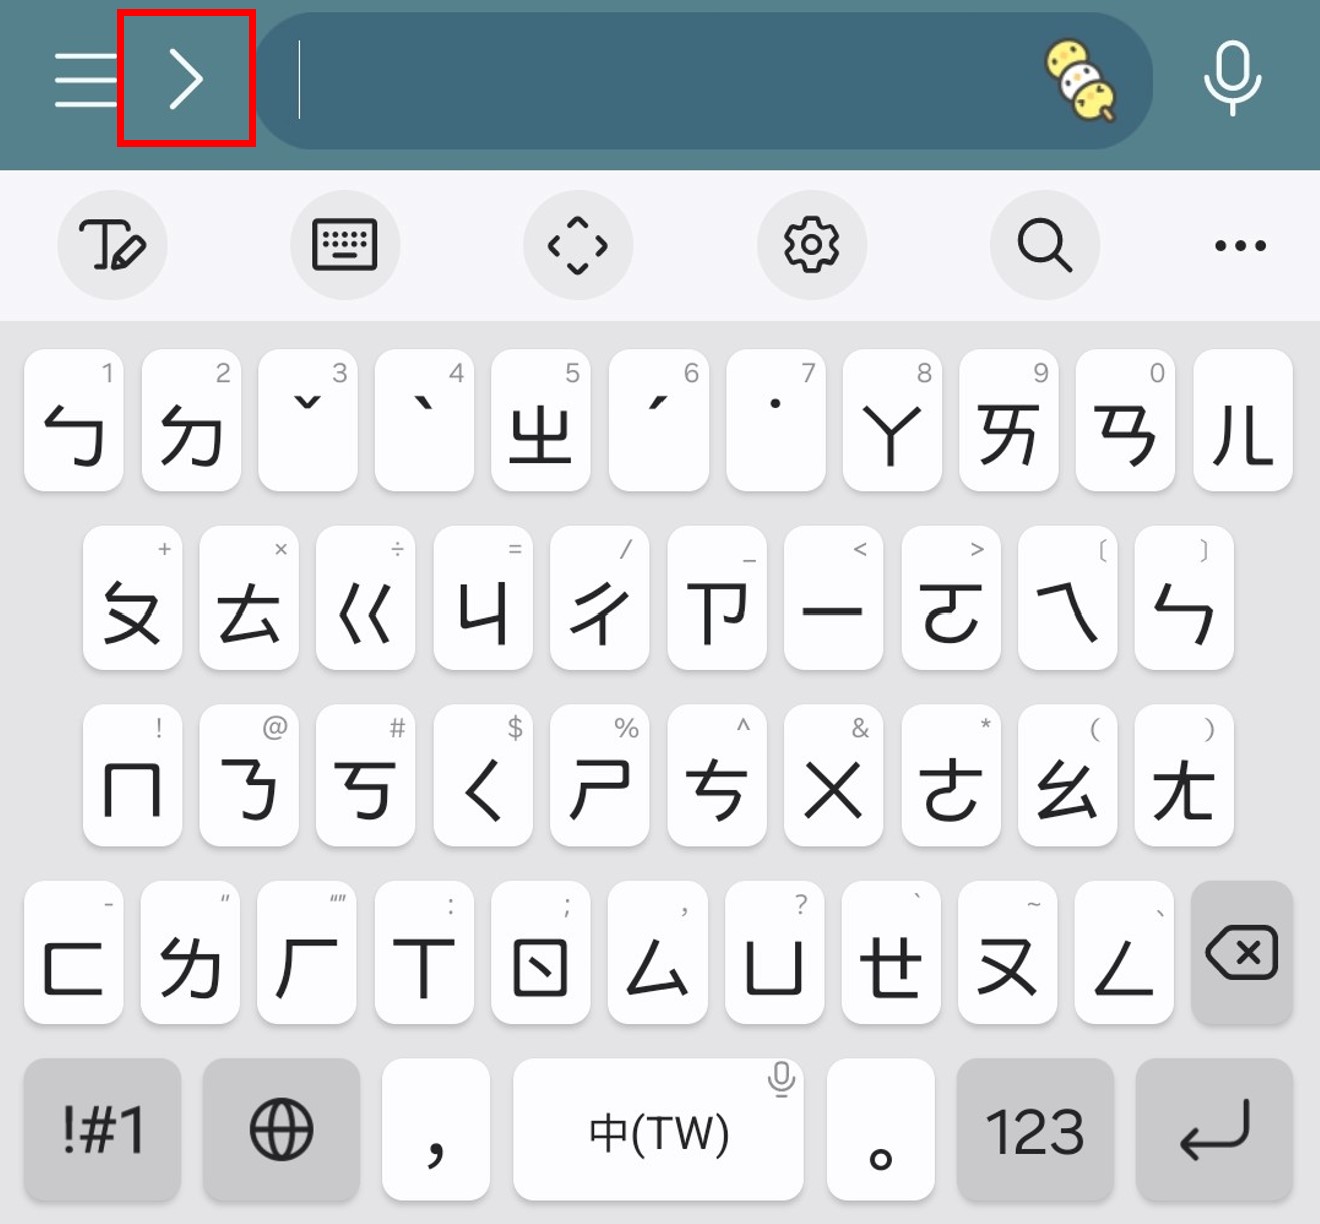 1 2 3 4 5 6 7 8 9 0
ㄅ ㄉ ˇ ˋ ㄓ ˊ ˙ ㄚ ㄞ ㄢ ㄦ
+ × ÷ = / _ < > 〔 〕
ㄆ ㄊ ㄍ ㄐ ㄔ ㄗ ㄧ ㄛ ㄟ ㄣ
! @ # $ % ^ & * ( )
ㄇ ㄋ ㄎ ㄑ ㄕ ㄘ ㄨ ㄜ ㄠ ㄤ
- " “” : ; , ? ` ~ 、
ㄈ ㄌ ㄏ ㄒ ㄖ ㄙ ㄩ ㄝ ㄡ ㄥ
!#1 , 中(TW) 。 123